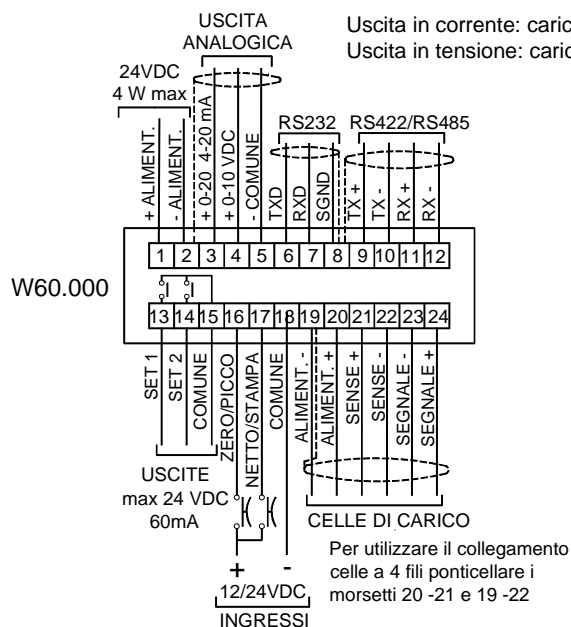 USCITA
ANALOGICA
Uscita in corrente: caric
Uscita in tensione: caric
24VDC
4 W max
RS232
RS422/RS485
+ ALIMENT.
- ALIMENT.
+ 0-20 4-20 mA
+ 0-10 VDC
- COMUNE
TXD
RXD
SGND
TX +
TX -
RX +
RX -
1 2 3 4 5 6 7 8 9 10 11 12
W60.000
13 14 15 16 17 18 19 20 21 22 23 24
SET 1
SET 2
COMUNE
ZERO/PICCO
NETTO/STAMPA
COMUNE
ALIMENT. -
ALIMENT. +
SENSE +
SENSE -
SEGNALE -
SEGNALE +
USCITE
max 24 VDC
60mA
CELLE DI CARICO
+ -
12/24VDC
INGRESSI
Per utilizzare il collegamento
celle a 4 fili ponticellare i
morsetti 20 -21 e 19 -22